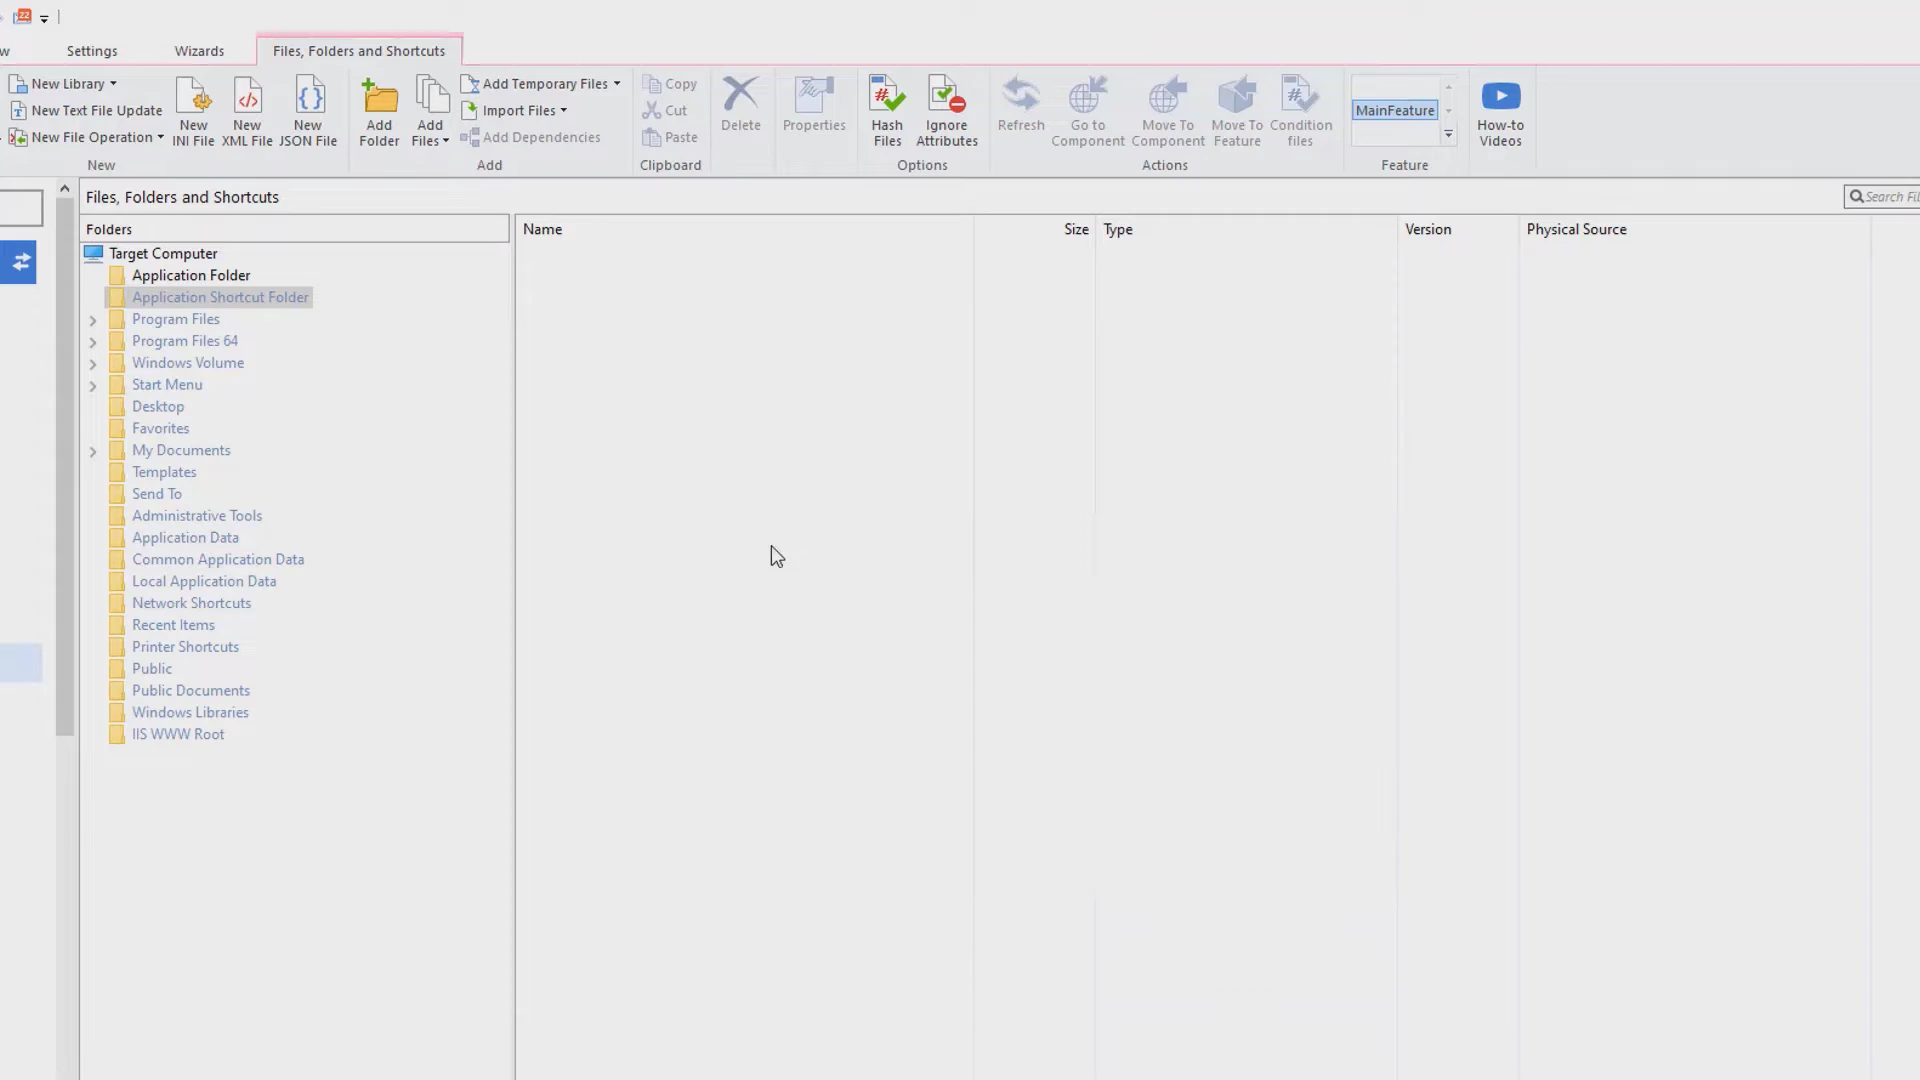 22
w
Settings
Wizards
Files, Folders and Shortcuts
New Library
New Text File Update
New File Operation
New
INI File
New
XML File
New
JSON File
New
Add
Folder
Add
Files
Add Temporary Files
Import Files
Add Dependencies
Add
Copy
Cut
Paste
Clipboard
Delete
Properties
Hash
Files
Ignore
Attributes
Options
Refresh
Go to
Component
Move To
Component
Move To
Feature
Condition
files
Actions
MainFeature
Feature
How-to
Videos
Files, Folders and Shortcuts
Search Fil
Folders
Name
Size
Type
Version
Physical Source
Target Computer
Application Folder
Application Shortcut Folder
Program Files
Program Files 64
Windows Volume
Start Menu
Desktop
Favorites
My Documents
Templates
Send To
Administrative Tools
Application Data
Common Application Data
Local Application Data
Network Shortcuts
Recent Items
Printer Shortcuts
Public
Public Documents
Windows Libraries
IIS WWW Root